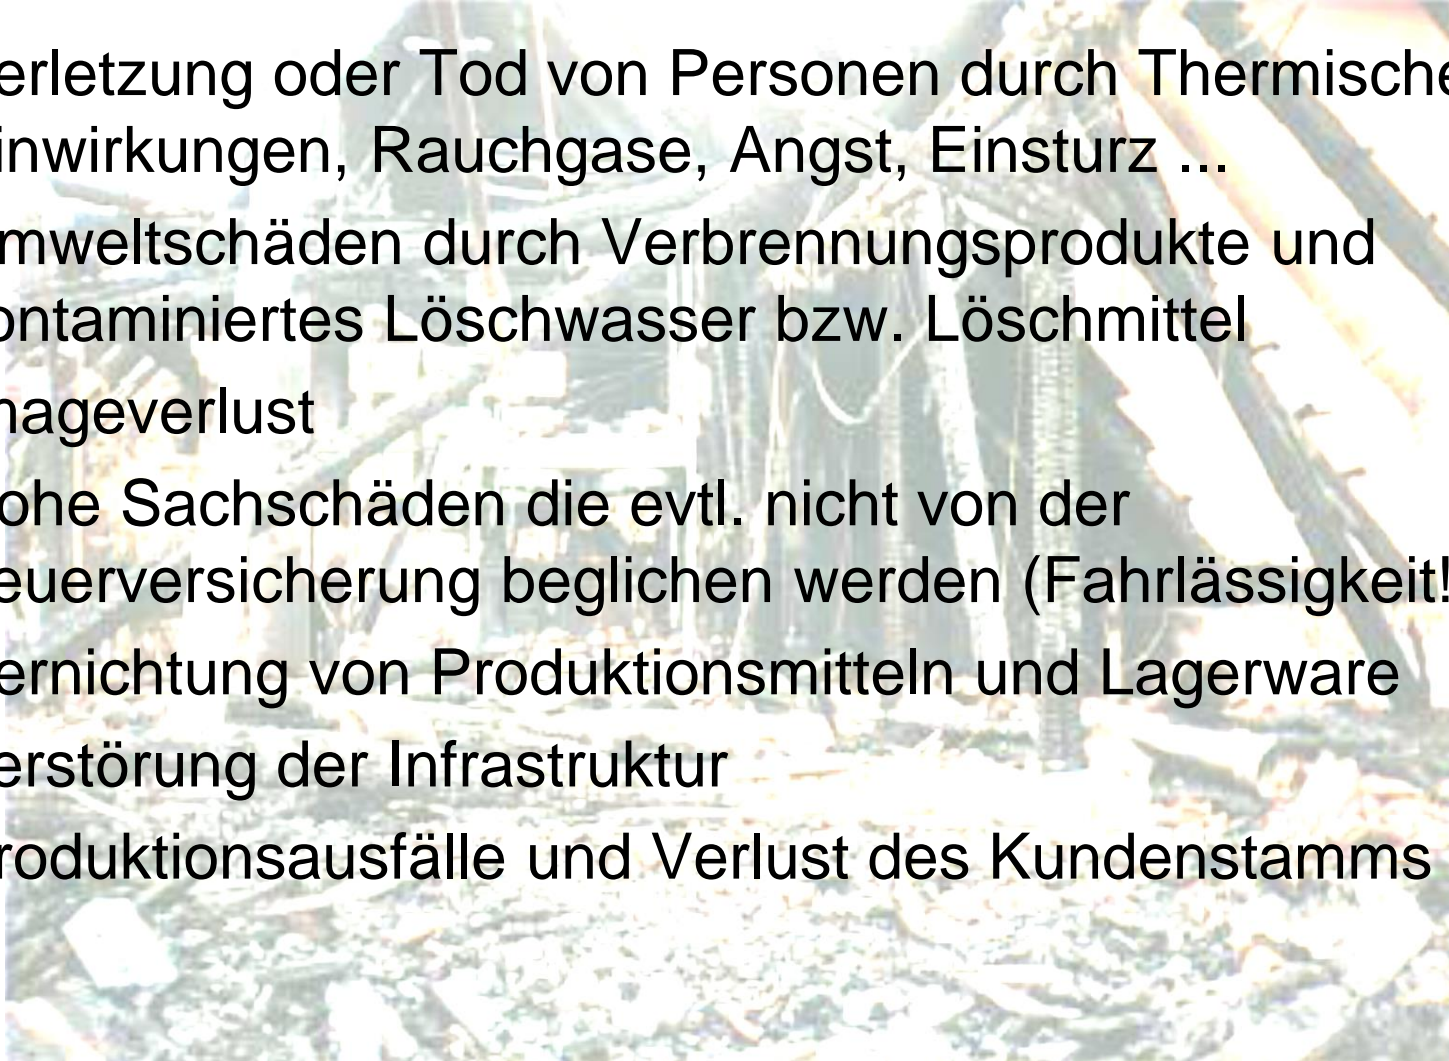 erletzung oder Tod von Personen durch Thermische
inwirkungen, Rauchgase, Angst, Einsturz ...
mweltschäden durch Verbrennungsprodukte und
ontaminiertes Löschwasser bzw. Löschmittel
nageverlust
ohe Sachschäden die evtl. nicht von der
euerversicherung beglichen werden (Fahrlässigkeit!
ernichtung von Produktionsmitteln und Lagerware
erstörung der Infrastruktur
roduktionsausfälle und Verlust des Kundenstamms